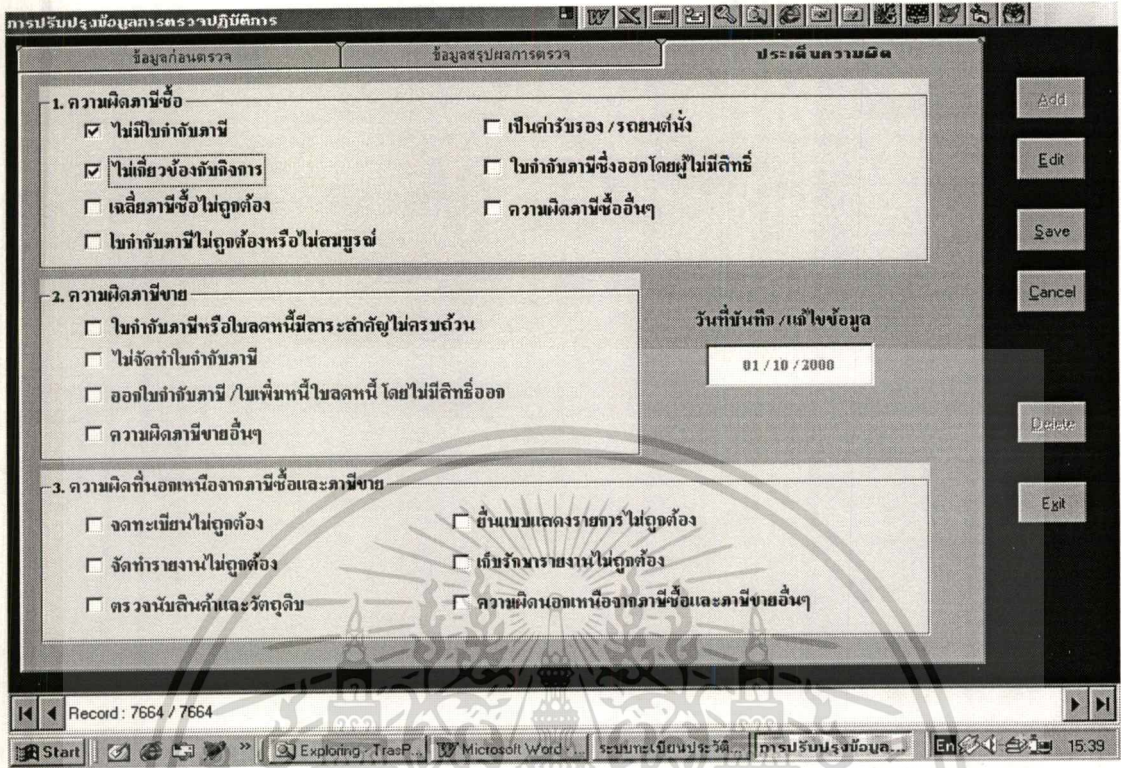 การปรับปรุงข้อมูลการตรวจปฏิบัติการ
ข้อมูลก่อนตรวจ
ข้อมูลสรุปผลการตรวจ
ประเด็นความผิด
1. ความผิดภาษีซื้อ
ไม่มีใบกำกับภาษี
เป็นค่ารับรอง /รถยนต์นั่ง
ไม่เกี่ยวข้องกับกิจการ
ใบกำกับภาษีซึ่งออกโดยผู้ไม่มีสิทธิ์
เฉลี่ยภาษีซื้อไม่ถูกต้อง
ความผิดภาษีซื้ออื่นๆ
ใบกำกับภาษีไม่ถูกต้องหรือไม่สมบูรณ์
2. ความผิดภาษีขาย
ใบกำกับภาษีหรือใบลดหนี้มีสาระสำคัญไม่ครบถ้วน
ไม่จัดทำใบกำกับภาษี
ออกใบกำกับภาษี /ใบเพิ่มหนี้ใบลดหนี้ โดยไม่มีสิทธิ์ออก
ความผิดภาษีขายอื่นๆ
วันที่บันทึก /แก้ไขข้อมูล
01 / 10 / 2000
3. ความผิดที่นอกเหนือจากภาษีซื้อและภาษีขาย
จดทะเบียนไม่ถูกต้อง
ยื่นแบบแสดงรายการไม่ถูกต้อง
จัดทำรายงานไม่ถูกต้อง
เก็บรักษารายงานไม่ถูกต้อง
ตรวจนับสินค้าและวัตถุดิบ
ความผิดนอกเหนือจากภาษีซื้อและภาษีขายอื่นๆ
Add
Edit
Save
Cancel
Delete
Exit
Record : 7664 / 7664
Start
Exploring - TrasP...
Microsoft Word - ...
ระบบทะเบียนประวัติ...
การปรับปรุงข้อมูล...
En
15:39